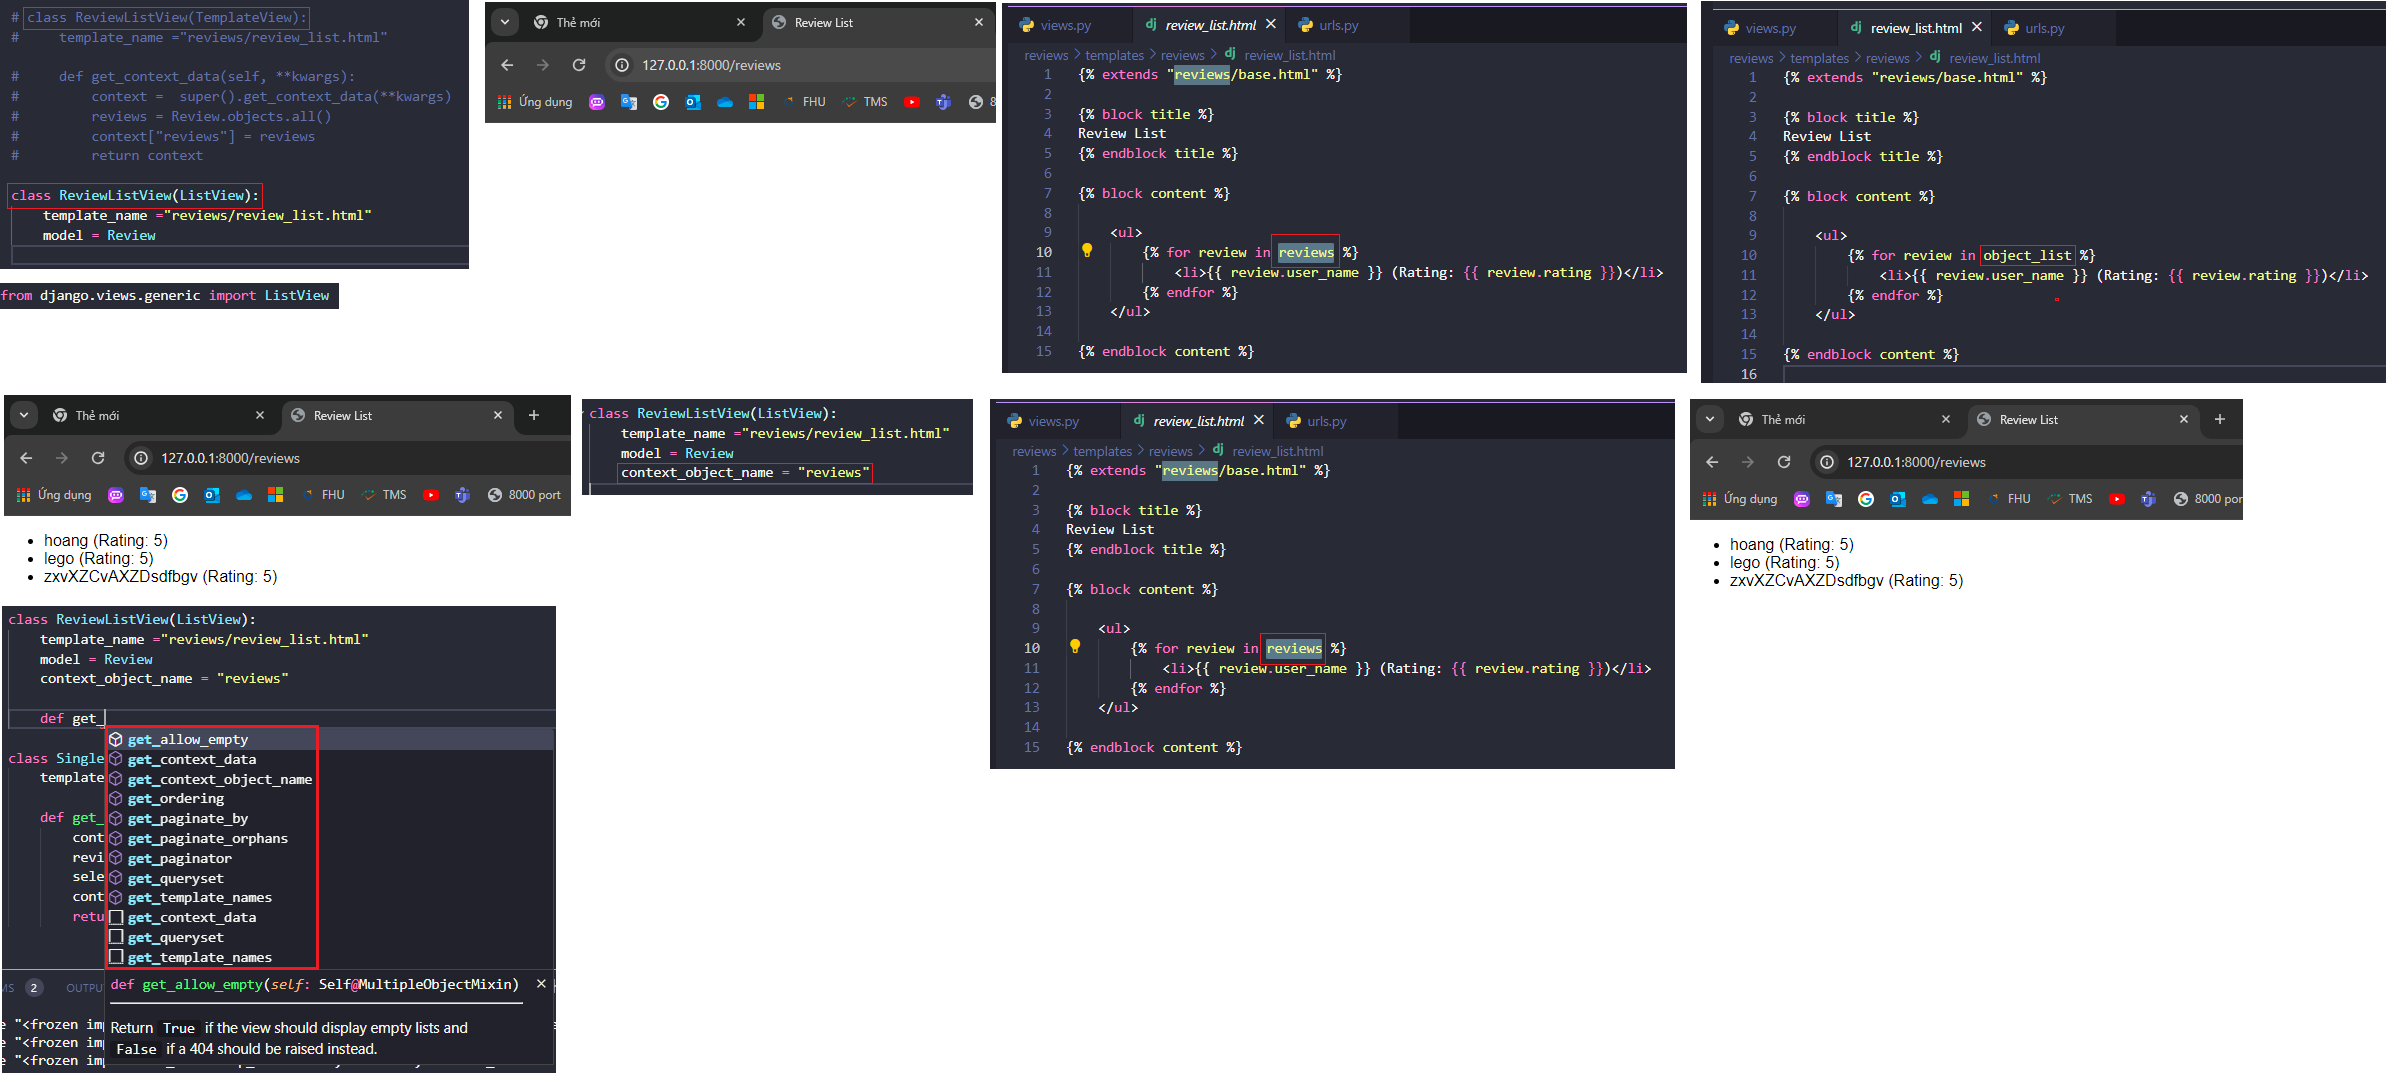 # class ReviewListView(TemplateView):
#     template_name ="reviews/review_list.html"
#     def get_context_data(self, **kwargs):
#         context =  super().get_context_data(**kwargs)
#         reviews = Review.objects.all()
#         context["reviews"] = reviews
#         return context
class ReviewListView(ListView):
    template_name ="reviews/review_list.html"
    model = Review
from django.views.generic import ListView
Thẻ mới
Review List
127.0.0.1:8000/reviews
Ứng dụng FHU TMS 8
views.py review_list.html urls.py
reviews > templates > reviews > dj review_list.html
1 {% extends "reviews/base.html" %}
2
3 {% block title %}
4 Review List
5 {% endblock title %}
6
7 {% block content %}
8
9     <ul>
10         {% for review in reviews %}
11             <li>{{ review.user_name }} (Rating: {{ review.rating }})</li>
12         {% endfor %}
13     </ul>
14
15 {% endblock content %}
views.py dj review_list.html urls.py
reviews > templates > reviews > dj review_list.html
1 {% extends "reviews/base.html" %}
2
3 {% block title %}
4 Review List
5 {% endblock title %}
6
7 {% block content %}
8
9     <ul>
10         {% for review in object_list %}
11             <li>{{ review.user_name }} (Rating: {{ review.rating }})</li>
12         {% endfor %}
13     </ul>
14
15 {% endblock content %}
16
Thẻ mới
Review List
127.0.0.1:8000/reviews
Ứng dụng FHU TMS 8000 port
• hoang (Rating: 5)
• lego (Rating: 5)
• zxvXZCvAXZDsdfbgv (Rating: 5)
class ReviewListView(ListView):
    template_name ="reviews/review_list.html"
    model = Review
    context_object_name = "reviews"
views.py dj review_list.html urls.py
reviews > templates > reviews > dj review_list.html
1 {% extends "reviews/base.html" %}
2
3 {% block title %}
4 Review List
5 {% endblock title %}
6
7 {% block content %}
8
9     <ul>
10         {% for review in reviews %}
11             <li>{{ review.user_name }} (Rating: {{ review.rating }})</li>
12         {% endfor %}
13     </ul>
14
15 {% endblock content %}
Thẻ mới
Review List
127.0.0.1:8000/reviews
Ứng dụng FHU TMS 8000 por
• hoang (Rating: 5)
• lego (Rating: 5)
• zxvXZCvAXZDsdfbgv (Rating: 5)
class ReviewListView(ListView):
    template_name ="reviews/review_list.html"
    model = Review
    context_object_name = "reviews"
    def get_
get_allow_empty
class Single get_context_data
    template get_context_object_name
get_ordering
    def get_ get_paginate_by
        cont get_paginate_orphans
        revi get_paginator
        sele get_queryset
        cont get_template_names
        retu get_context_data
get_queryset
get_template_names
MS 2 OUTPU
def get_allow_empty(self: Self@MultipleObjectMixin)
Return True if the view should display empty lists and
False if a 404 should be raised instead.
e "<frozen im
e "<frozen im
e "<frozen im